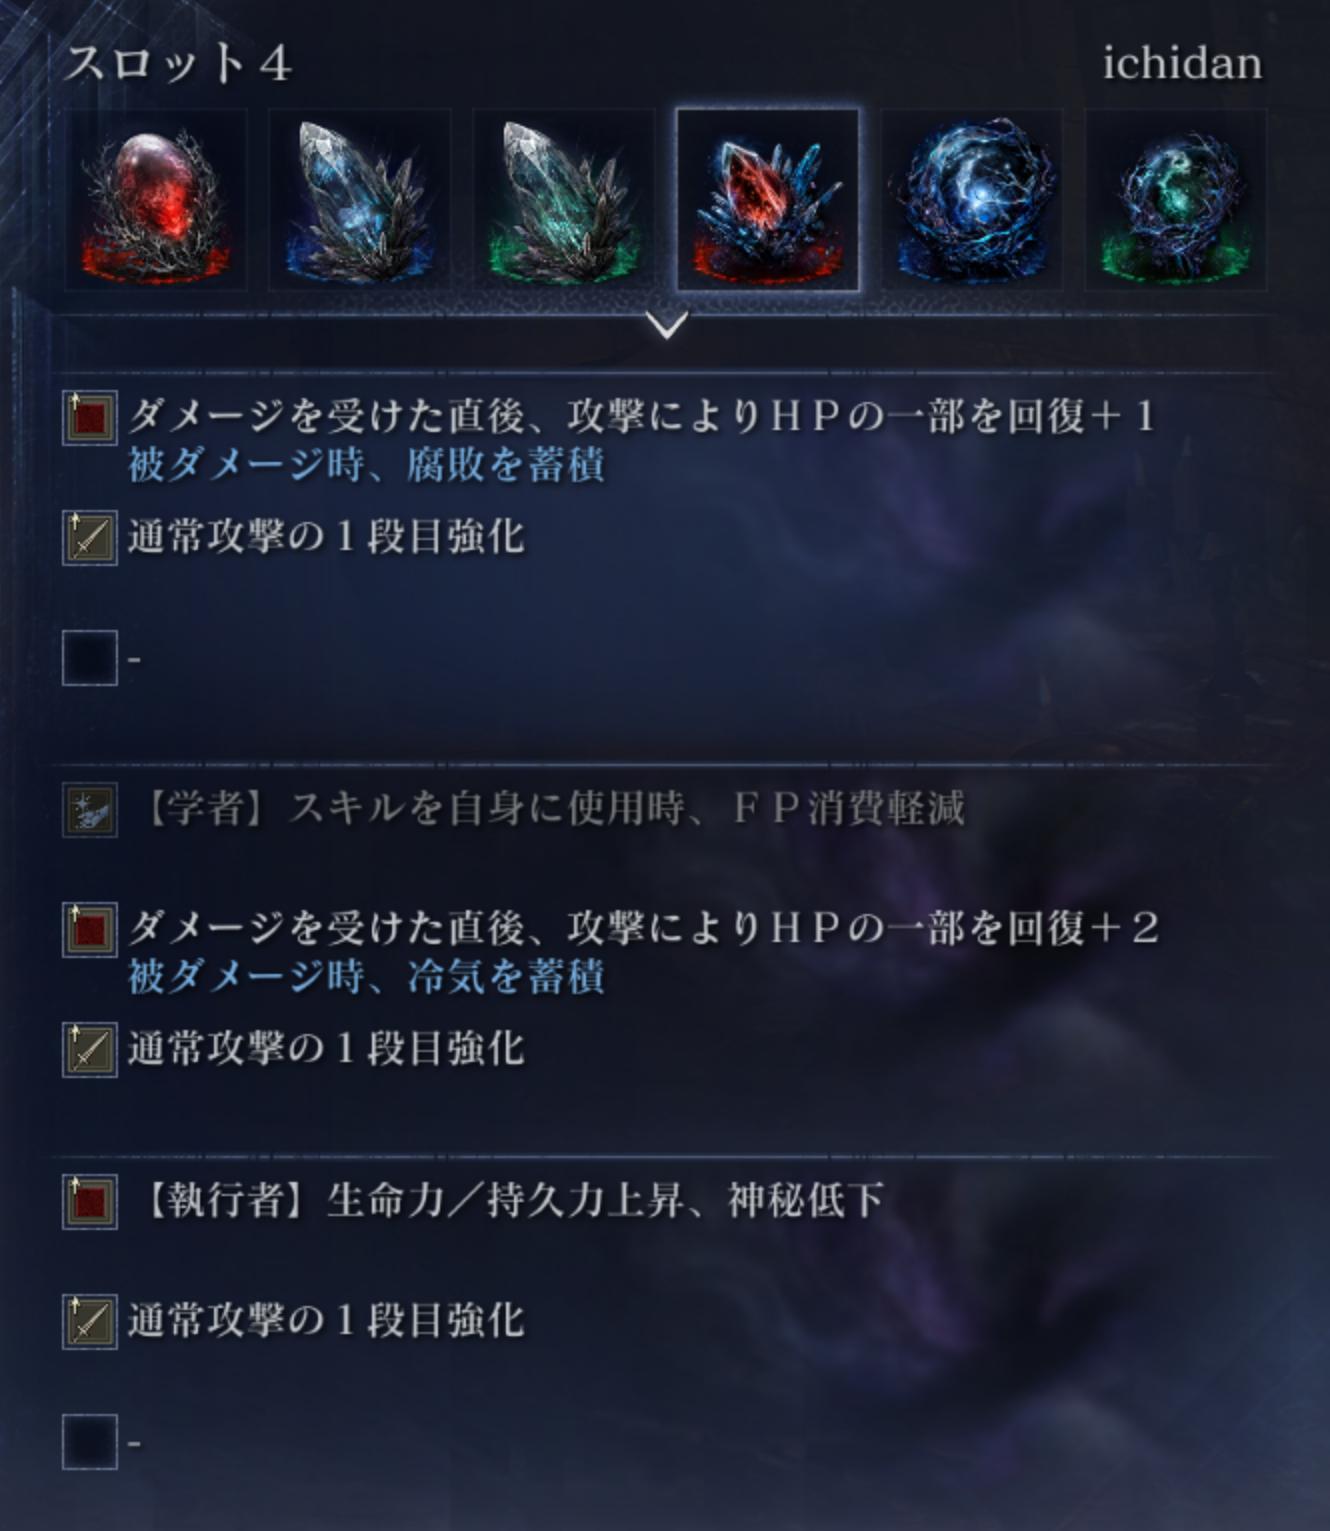 スロット４
ichidan
ダメージを受けた直後、攻撃によりＨＰの一部を回復＋１
被ダメージ時、腐敗を蓄積
通常攻撃の１段目強化
-
【学者】スキルを自身に使用時、ＦＰ消費軽減
ダメージを受けた直後、攻撃によりＨＰの一部を回復＋２
被ダメージ時、冷気を蓄積
通常攻撃の１段目強化
【執行者】生命力／持久力上昇、神秘低下
通常攻撃の１段目強化
-